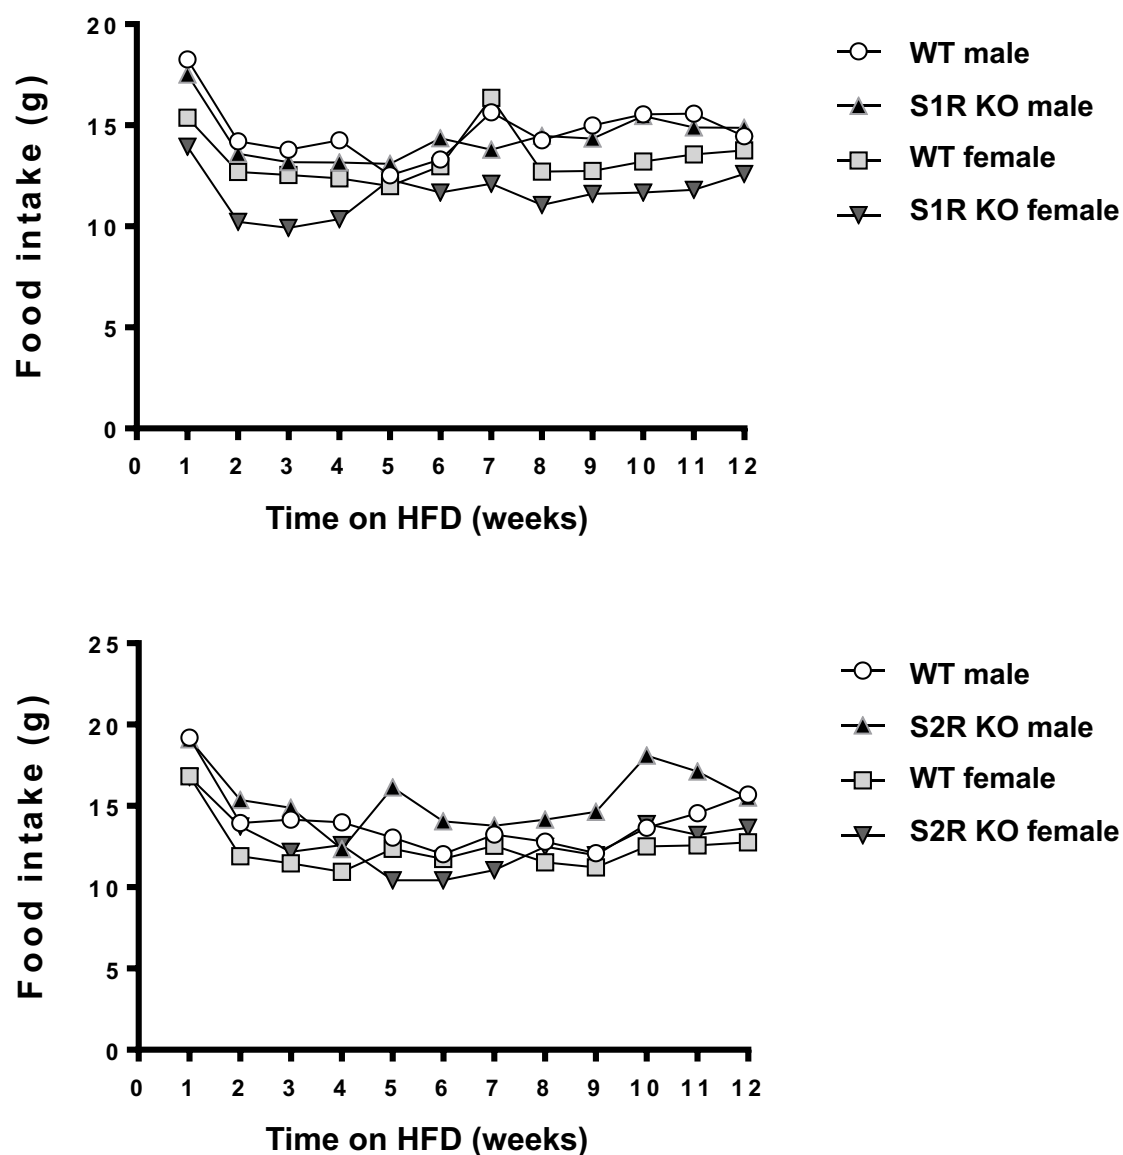 20
15
10
5
0
Food intake (g)
0 1 2 3 4 5 6 7 8 9 10 11 12
Time on HFD (weeks)
WT male
S1R KO male
WT female
S1R KO female
25
20
15
10
5
0
Food intake (g)
0 1 2 3 4 5 6 7 8 9 10 11 12
Time on HFD (weeks)
WT male
S2R KO male
WT female
S2R KO female